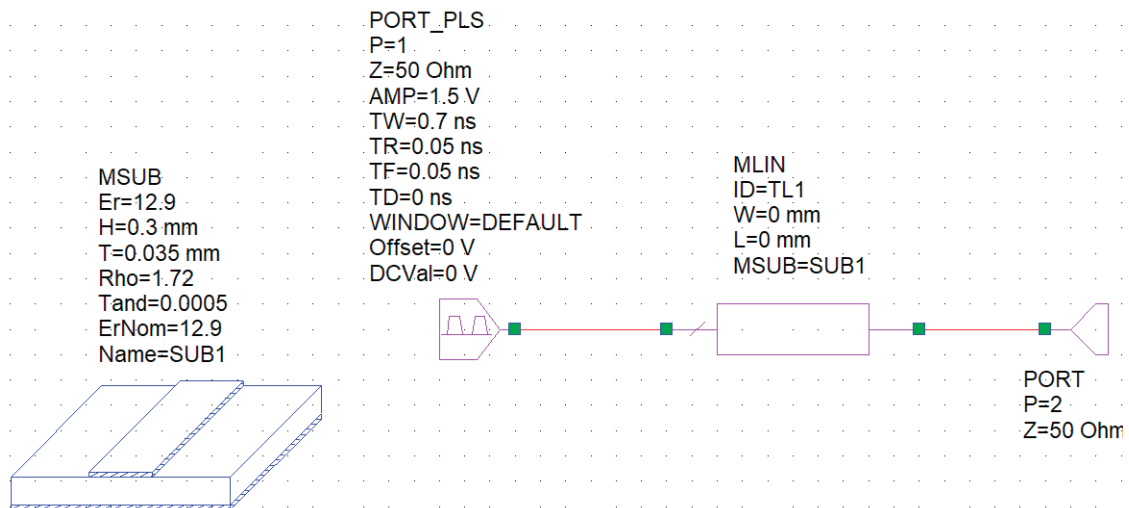 PORT_PLS
P=1
Z=50 Ohm
AMP=1.5 V
TW=0.7 ns
TR=0.05 ns
TF=0.05 ns
TD=0 ns
WINDOW=DEFAULT
Offset=0 V
DCVal=0 V
MSUB
Er=12.9
H=0.3 mm
T=0.035 mm
Rho=1.72
Tand=0.0005
ErNom=12.9
Name=SUB1
MLIN
ID=TL1
W=0 mm
L=0 mm
MSUB=SUB1
PORT
P=2
Z=50 Ohm